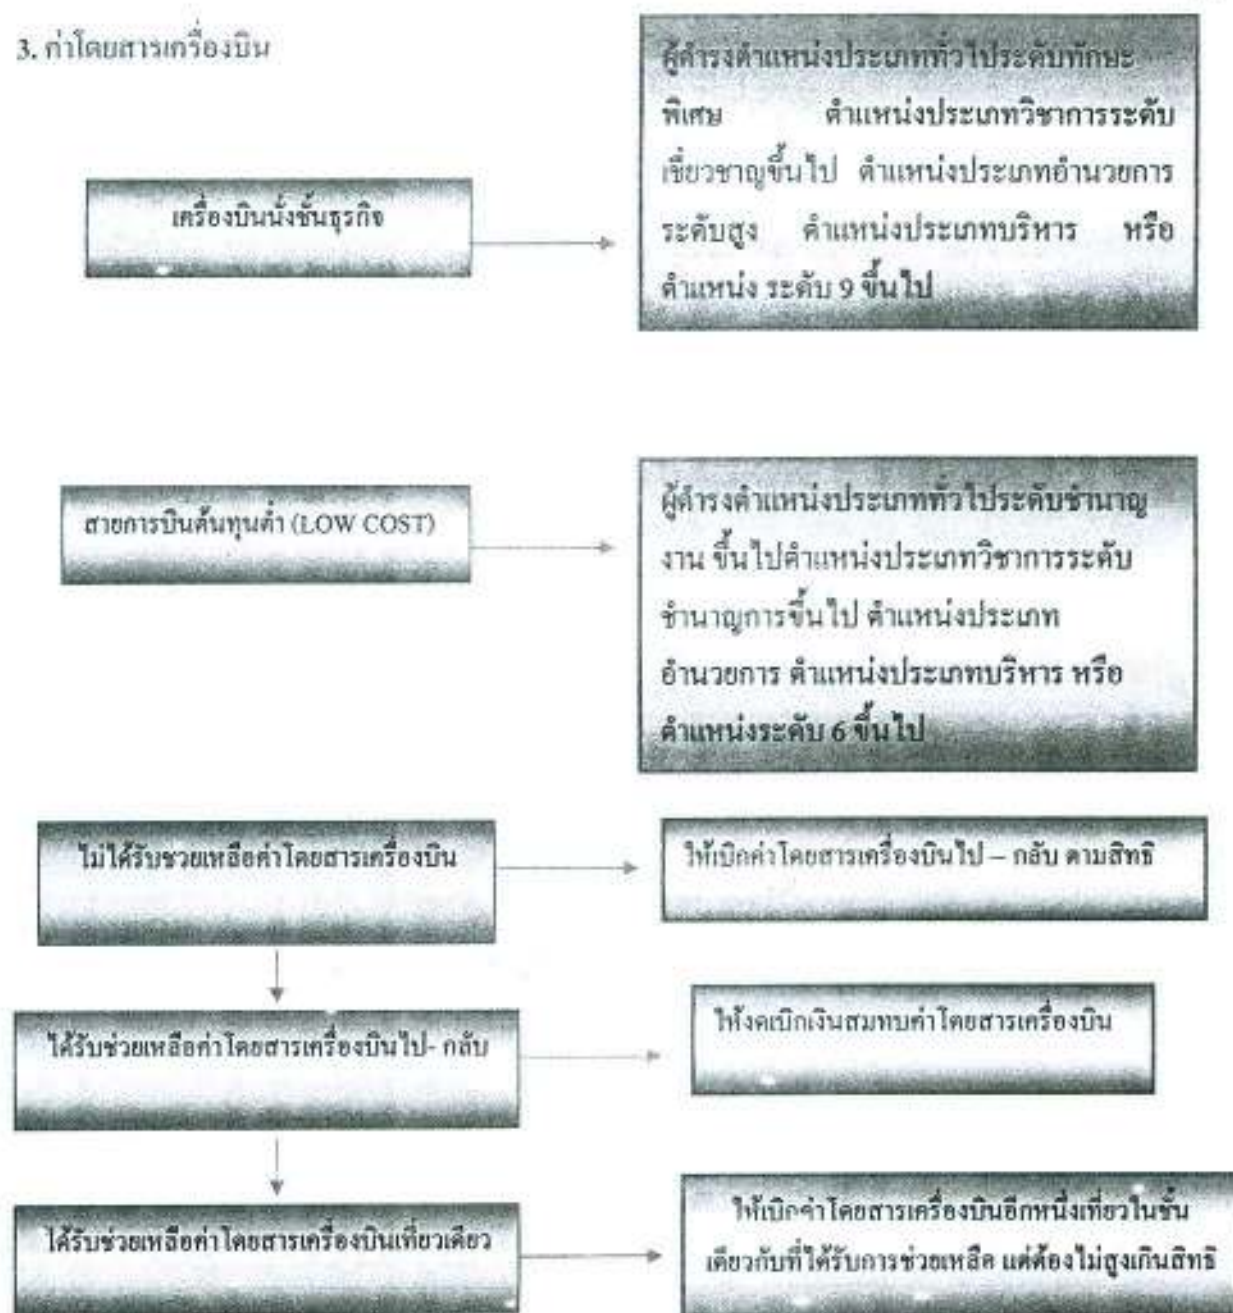 3. ค่าโดยสารเครื่องบิน
เครื่องบินนั่งชั้นธุรกิจ
ผู้ดำรงตำแหน่งประเภททั่วไประดับทักษะ
พิเศษ ตำแหน่งประเภทวิชาการระดับ
เชี่ยวชาญขึ้นไป ตำแหน่งประเภทอำนวยการ
ระดับสูง ตำแหน่งประเภทบริหาร หรือ
ตำแหน่ง ระดับ 9 ขึ้นไป
สายการบินต้นทุนต่ำ (LOW COST)
ผู้ดำรงตำแหน่งประเภททั่วไประดับชำนาญ
งาน ขึ้นไปตำแหน่งประเภทวิชาการระดับ
ชำนาญการขึ้นไป ตำแหน่งประเภท
อำนวยการ ตำแหน่งประเภทบริหาร หรือ
ตำแหน่งระดับ 6 ขึ้นไป
ไม่ได้รับช่วยเหลือค่าโดยสารเครื่องบิน
ให้เบิกค่าโดยสารเครื่องบินไป – กลับ ตามสิทธิ
ได้รับช่วยเหลือค่าโดยสารเครื่องบินไป- กลับ
ให้งดเบิกเงินสมทบค่าโดยสารเครื่องบิน
ได้รับช่วยเหลือค่าโดยสารเครื่องบินเที่ยวเดียว
ให้เบิกค่าโดยสารเครื่องบินอีกหนึ่งเที่ยวในชั้น
เดียวกับที่ได้รับการช่วยเหลือ แต่ต้องไม่สูงเกินสิทธิ